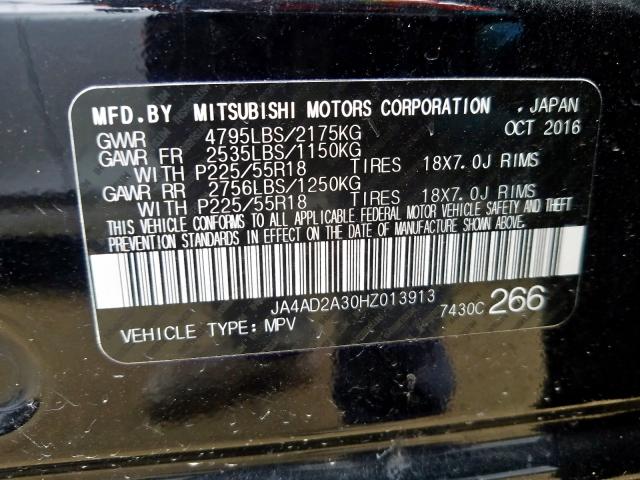 MFD.BY MITSUBISHI MOTORS CORPORATION .JAPAN
GVWR 4795LBS/2175KG OCT 2016
GAWR FR 2535LBS/1150KG
WITH P225/55R18 TIRES 18X7.0J RIMS
GAWR RR 2756LBS/1250KG
WITH P225/55R18 TIRES 18X7.0J RIMS
THIS VEHICLE CONFORMS TO ALL APPLICABLE FEDERAL MOTOR VEHICLE SAFETY AND THEFT
PREVENTION STANDARDS IN EFFECT ON THE DATE OF MANUFACTURE SHOWN ABOVE.
JA4AD2A30HZ013913
7430C 266
VEHICLE TYPE: MPV